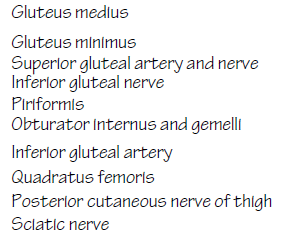 Gluteus medius
Gluteus minimus
Superior gluteal artery and nerve
Inferior gluteal nerve
Piriformis
Obturator internus and gemelli
Inferior gluteal artery
Quadratus femoris
Posterior cutaneous nerve of thigh
Sciatic nerve